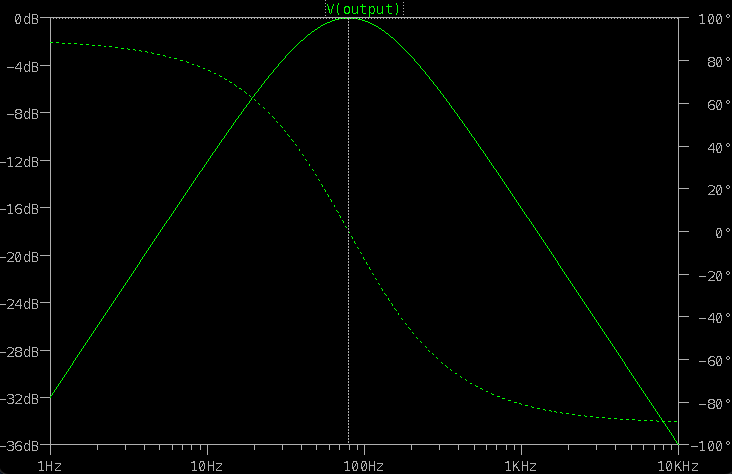 V(output)
0dB
-4dB
-8dB
-12dB
-16dB
-20dB
-24dB
-28dB
-32dB
-36dB
100°
80°
60°
40°
20°
0°
-20°
-40°
-60°
-80°
-100°
1Hz
10Hz
100Hz
1KHz
10KHz